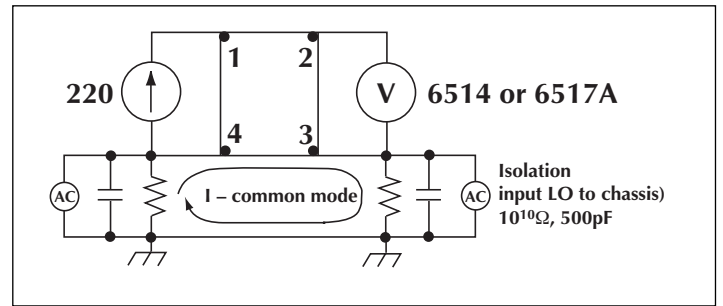 1
2
220
V
6514 or 6517A
4
3
AC
I – common mode
AC
Isolation
input LO to chassis)
10¹⁰Ω, 500pF